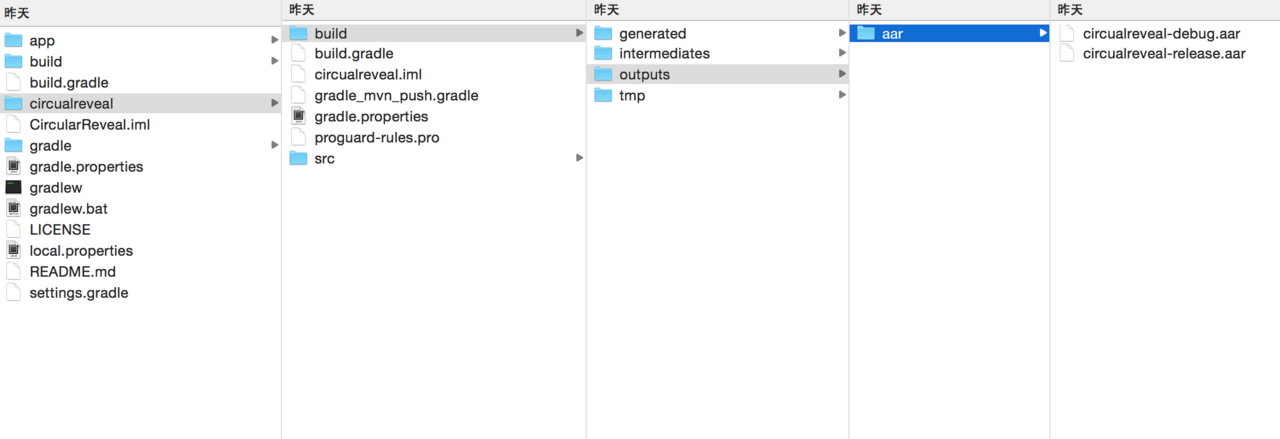 昨天
app
build
build.gradle
circualreveal
CircularReveal.iml
gradle
gradle.properties
gradlew
gradlew.bat
LICENSE
local.properties
README.md
settings.gradle
昨天
build
build.gradle
circualreveal.iml
gradle_mvn_push.gradle
gradle.properties
proguard-rules.pro
src
昨天
generated
intermediates
outputs
tmp
昨天
aar
昨天
circualreveal-debug.aar
circualreveal-release.aar